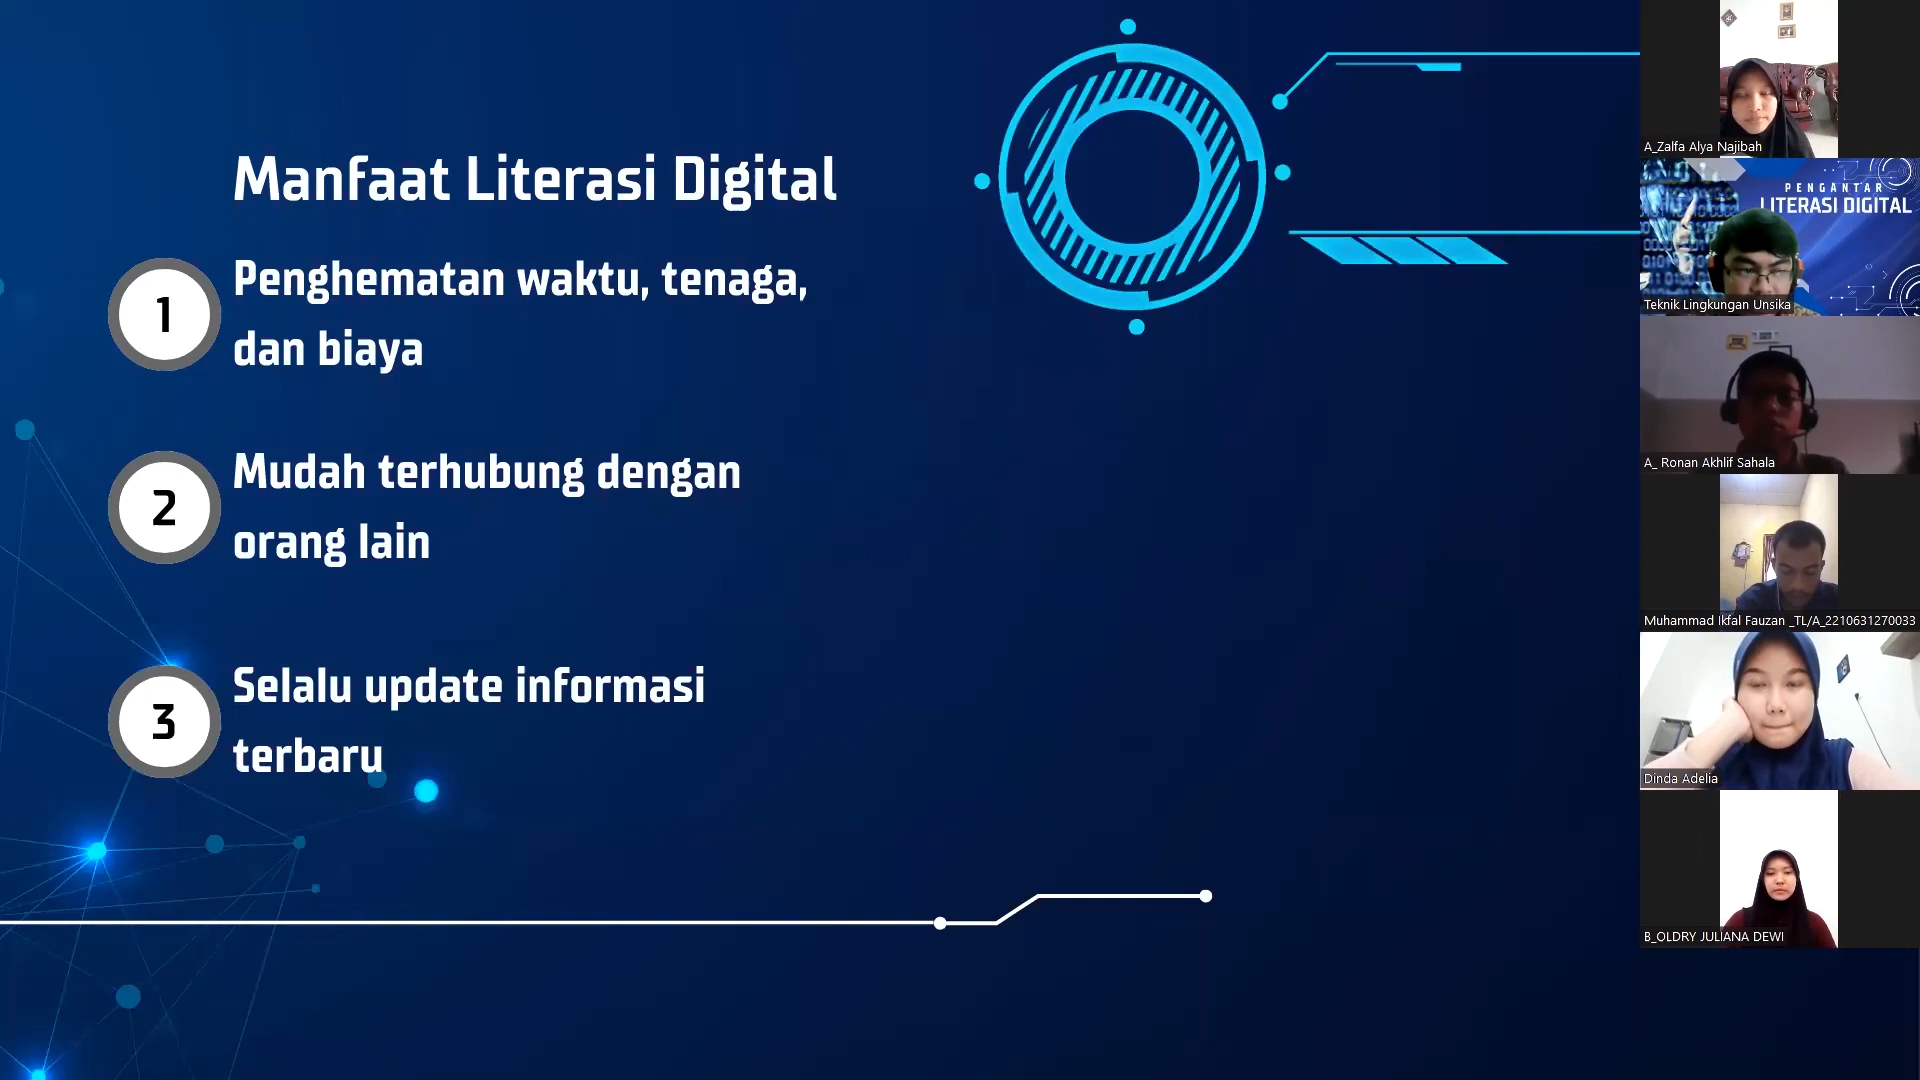 Manfaat Literasi Digital
1
Penghematan waktu, tenaga,
dan biaya
2
Mudah terhubung dengan
orang lain
3
Selalu update informasi
terbaru
A_Zalfa Alya Najibah
PENGANTAR
LITERASI DIGITAL
Teknik Lingkungan Unsika
A_ Ronan Akhlif Sahala
Muhammad Ikfal Fauzan _TL/A_2210631270033
Dinda Adelia
B_OLDRY JULIANA DEWI